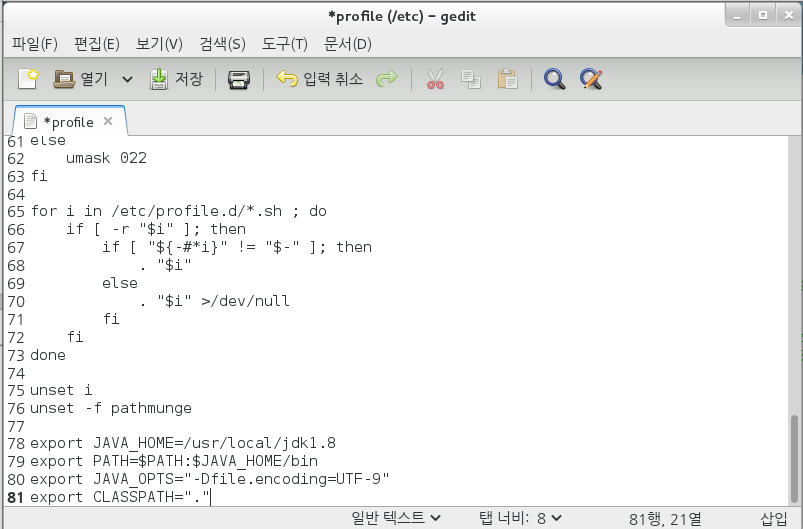 *profile (/etc) – gedit
파일(F) 편집(E) 보기(V) 검색(S) 도구(T) 문서(D)
열기 저장 입력 취소
*profile
61 else
62     umask 022
63 fi
64
65 for i in /etc/profile.d/*.sh ; do
66     if [ -r "$i" ]; then
67         if [ "${-#*i}" != "$-" ]; then
68             . "$i"
69         else
70             . "$i" >/dev/null
71         fi
72     fi
73 done
74
75 unset i
76 unset -f pathmunge
77
78 export JAVA_HOME=/usr/local/jdk1.8
79 export PATH=$PATH:$JAVA_HOME/bin
80 export JAVA_OPTS="-Dfile.encoding=UTF-9"
81 export CLASSPATH="."
일반 텍스트 탭 너비: 8 81행, 21열 삽입